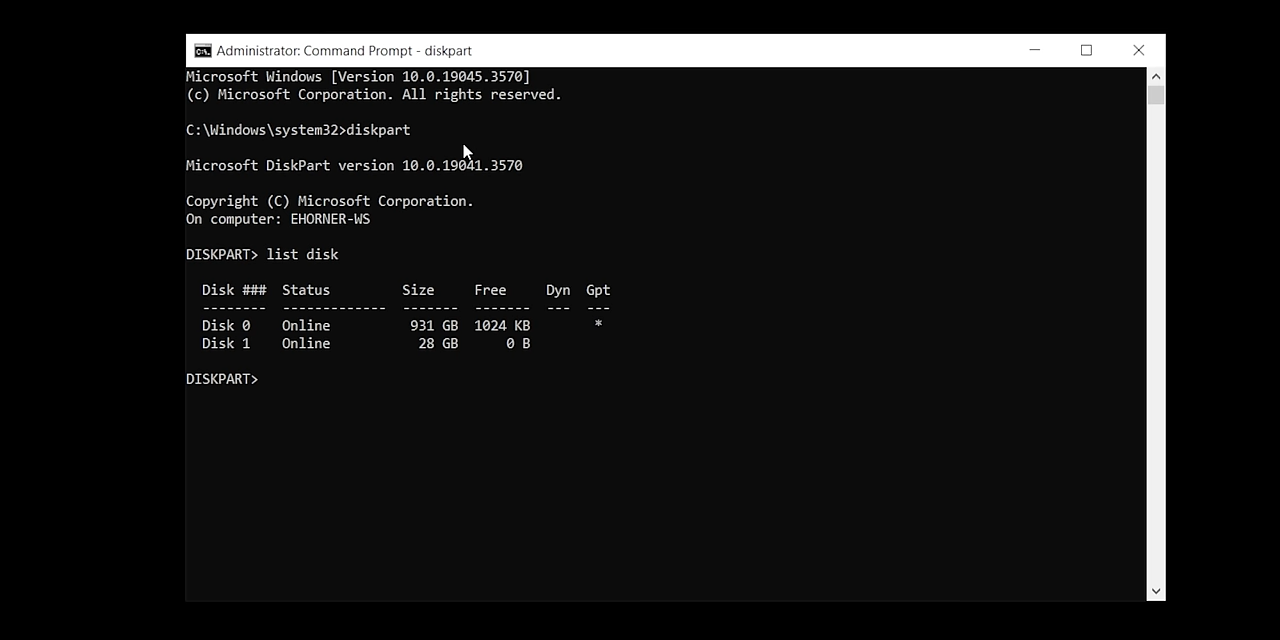 Administrator: Command Prompt - diskpart
Microsoft Windows [Version 10.0.19045.3570]
(c) Microsoft Corporation. All rights reserved.
C:\Windows\system32>diskpart
Microsoft DiskPart version 10.0.19041.3570
Copyright (C) Microsoft Corporation.
On computer: EHORNER-WS
DISKPART> list disk
  Disk ###  Status         Size     Free     Dyn  Gpt
  --------  -------------  -------  -------  ---  ---
  Disk 0    Online          931 GB  1024 KB        *
  Disk 1    Online           28 GB      0 B
DISKPART>